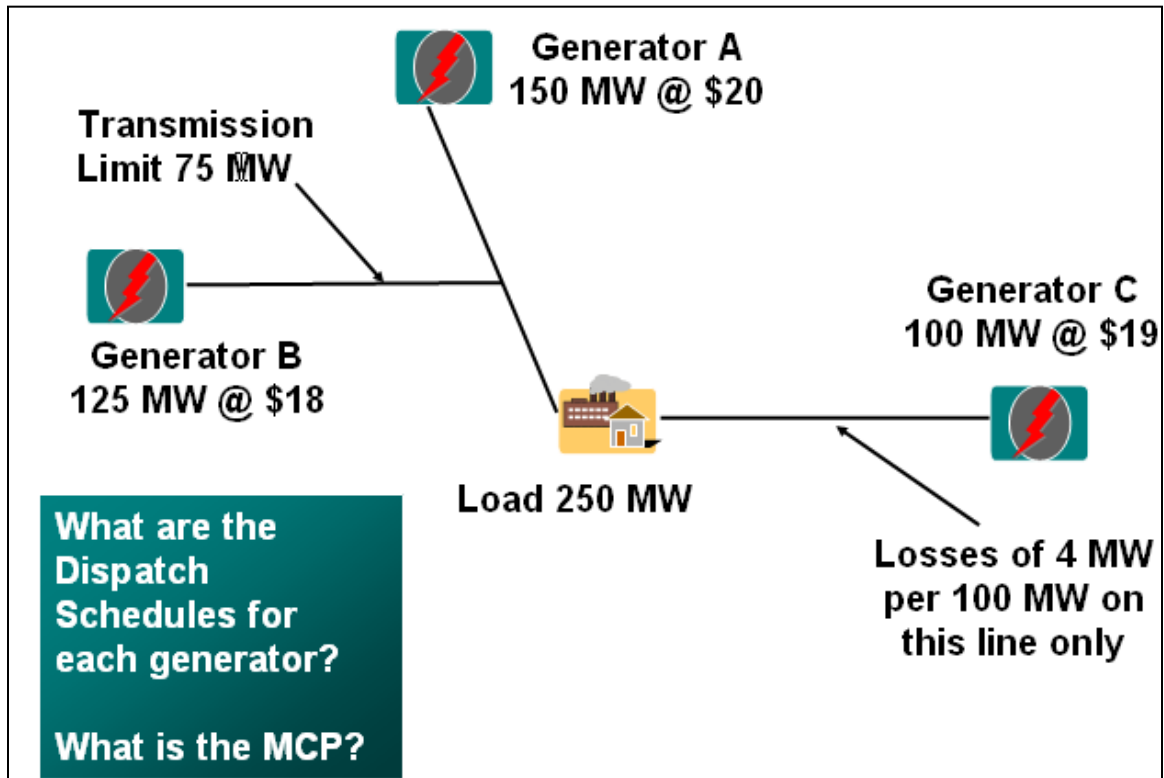 Generator A
150 MW @ $20
Transmission
Limit 75 MW
Generator B
125 MW @ $18
Generator C
100 MW @ $19
Load 250 MW
Losses of 4 MW
per 100 MW on
this line only
What are the
Dispatch
Schedules for
each generator?
What is the MCP?